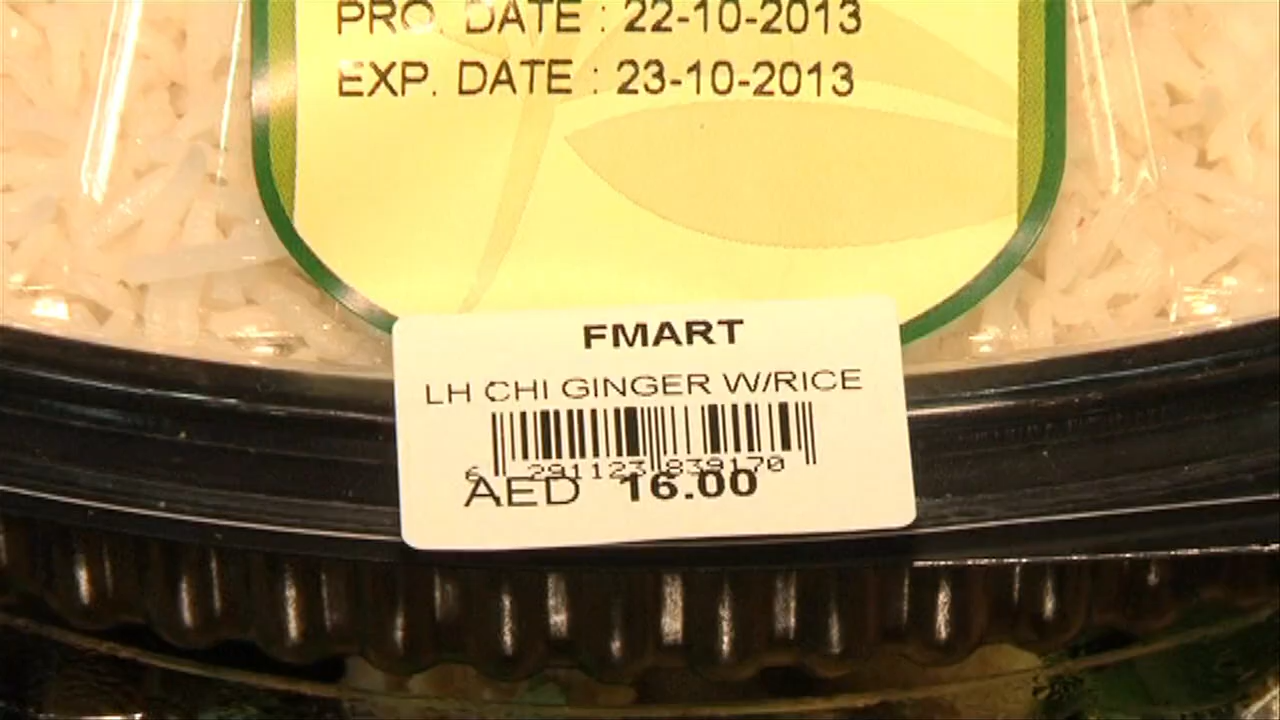 PRO. DATE : 22-10-2013
EXP. DATE : 23-10-2013
FMART
LH CHI GINGER W/RICE
6 291123 839170
AED 16.00